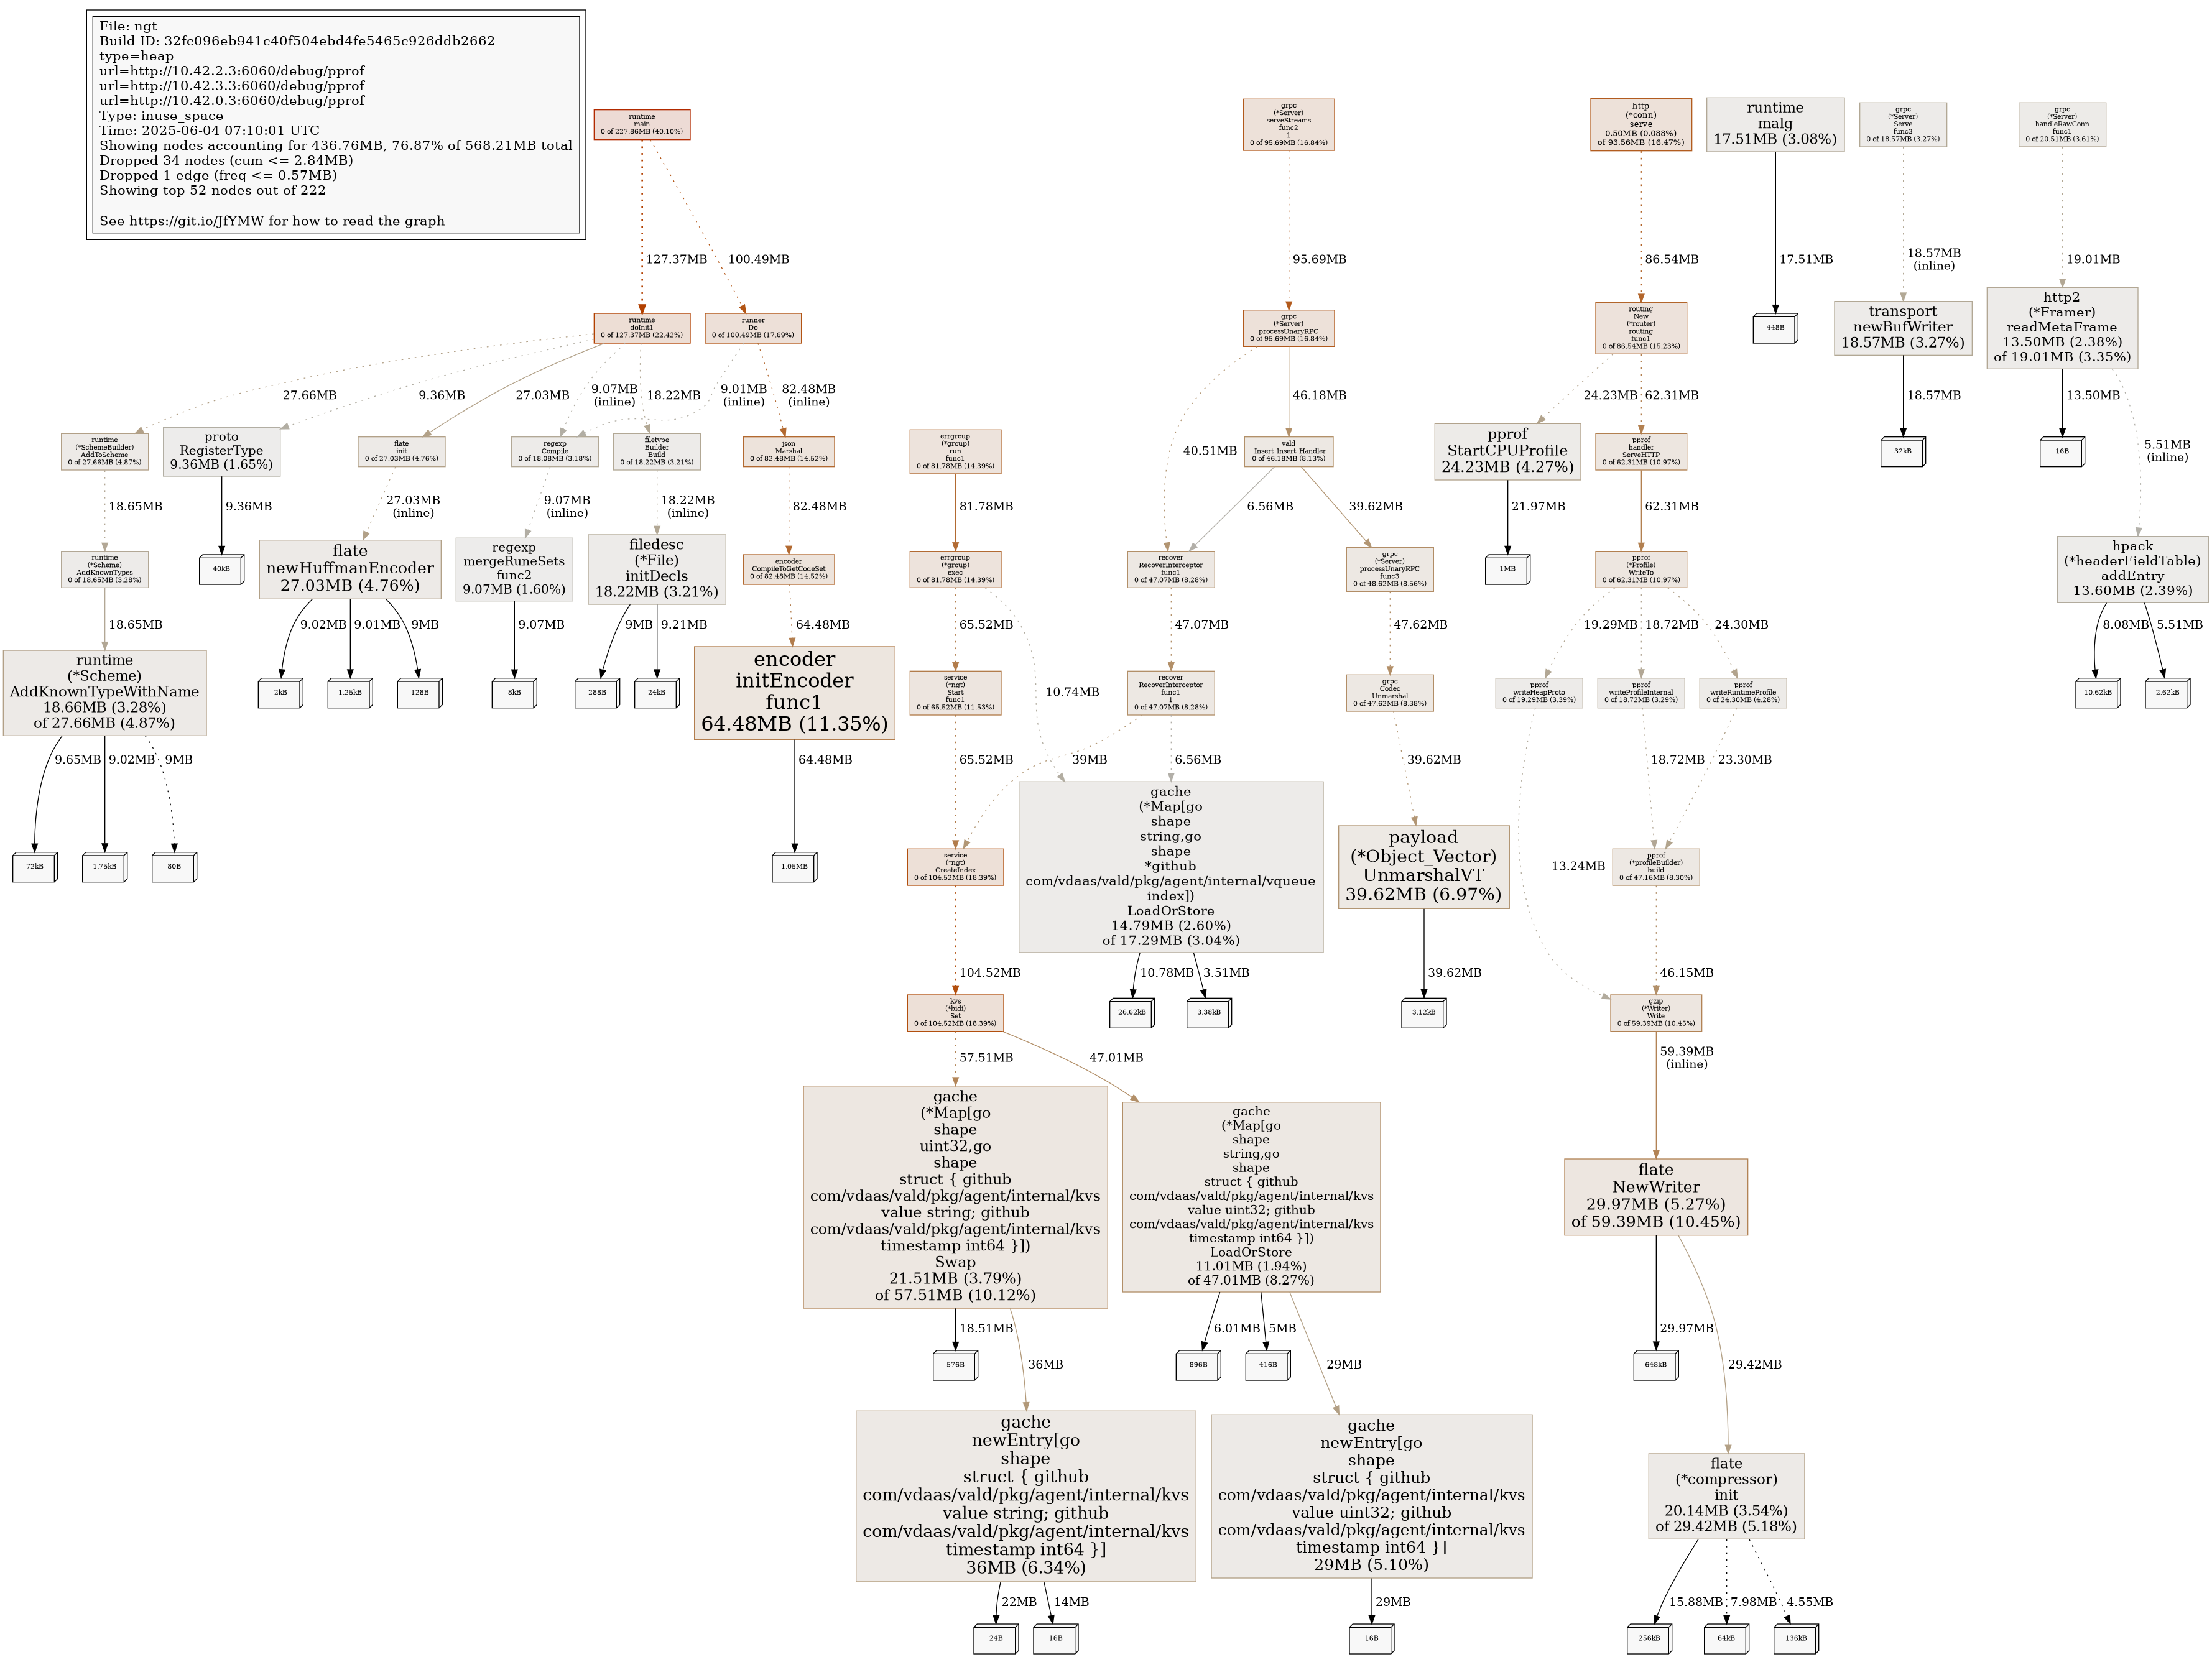 File: ngt
Build ID: 32fc096eb941c40f504ebd4fe5465c926ddb2662
type=heap
url=http://10.42.2.3:6060/debug/pprof
url=http://10.42.3.3:6060/debug/pprof
url=http://10.42.0.3:6060/debug/pprof
Type: inuse_space
Time: 2025-06-04 07:10:01 UTC
Showing nodes accounting for 436.76MB, 76.87% of 568.21MB total
Dropped 34 nodes (cum <= 2.84MB)
Dropped 1 edge (freq <= 0.57MB)
Showing top 52 nodes out of 222
See https://git.io/JfYMW for how to read the graph
runtime
main
0 of 227.86MB (40.10%)
grpc
(*Server)
serveStreams
func2
1
0 of 95.69MB (16.84%)
http
(*conn)
serve
0.50MB (0.088%)
of 93.56MB (16.47%)
runtime
malg
17.51MB (3.08%)
grpc
(*Server)
Serve
func3
0 of 18.57MB (3.27%)
grpc
(*Server)
handleRawConn
func1
0 of 20.51MB (3.61%)
127.37MB
100.49MB
95.69MB
86.54MB
17.51MB
18.57MB
(inline)
19.01MB
runtime
doInit1
0 of 127.37MB (22.42%)
runner
Do
0 of 100.49MB (17.69%)
grpc
(*Server)
processUnaryRPC
0 of 95.69MB (16.84%)
routing
New
(*router)
routing
func1
0 of 86.54MB (15.23%)
448B
transport
newBufWriter
18.57MB (3.27%)
http2
(*Framer)
readMetaFrame
13.50MB (2.38%)
of 19.01MB (3.35%)
27.66MB
9.36MB
27.03MB
9.07MB
(inline)
18.22MB
9.01MB
(inline)
82.48MB
(inline)
40.51MB
46.18MB
24.23MB
62.31MB
18.57MB
13.50MB
5.51MB
(inline)
runtime
(*SchemeBuilder)
AddToScheme
0 of 27.66MB (4.87%)
proto
RegisterType
9.36MB (1.65%)
flate
init
0 of 27.03MB (4.76%)
regexp
Compile
0 of 18.08MB (3.18%)
filetype
Builder
Build
0 of 18.22MB (3.21%)
json
Marshal
0 of 82.48MB (14.52%)
errgroup
(*group)
run
func1
0 of 81.78MB (14.39%)
vald
_Insert_Insert_Handler
0 of 46.18MB (8.13%)
pprof
StartCPUProfile
24.23MB (4.27%)
pprof
handler
ServeHTTP
0 of 62.31MB (10.97%)
32kB
16B
18.65MB
9.36MB
27.03MB
(inline)
9.07MB
(inline)
18.22MB
(inline)
82.48MB
81.78MB
6.56MB
39.62MB
21.97MB
62.31MB
runtime
(*Scheme)
AddKnownTypes
0 of 18.65MB (3.28%)
40kB
flate
newHuffmanEncoder
27.03MB (4.76%)
regexp
mergeRuneSets
func2
9.07MB (1.60%)
filedesc
(*File)
initDecls
18.22MB (3.21%)
encoder
CompileToGetCodeSet
0 of 82.48MB (14.52%)
errgroup
(*group)
exec
0 of 81.78MB (14.39%)
recover
RecoverInterceptor
func1
0 of 47.07MB (8.28%)
grpc
(*Server)
processUnaryRPC
func3
0 of 48.62MB (8.56%)
1MB
pprof
(*Profile)
WriteTo
0 of 62.31MB (10.97%)
hpack
(*headerFieldTable)
addEntry
13.60MB (2.39%)
18.65MB
9.02MB
9.01MB
9MB
9.07MB
9MB
9.21MB
64.48MB
65.52MB
10.74MB
47.07MB
47.62MB
19.29MB
18.72MB
24.30MB
8.08MB
5.51MB
runtime
(*Scheme)
AddKnownTypeWithName
18.66MB (3.28%)
of 27.66MB (4.87%)
2kB
1.25kB
128B
8kB
288B
24kB
encoder
initEncoder
func1
64.48MB (11.35%)
service
(*ngt)
Start
func1
0 of 65.52MB (11.53%)
recover
RecoverInterceptor
func1
1
0 of 47.07MB (8.28%)
grpc
Codec
Unmarshal
0 of 47.62MB (8.38%)
pprof
writeHeapProto
0 of 19.29MB (3.39%)
pprof
writeProfileInternal
0 of 18.72MB (3.29%)
pprof
writeRuntimeProfile
0 of 24.30MB (4.28%)
10.62kB
2.62kB
9.65MB
9.02MB
9MB
64.48MB
65.52MB
39MB
6.56MB
39.62MB
13.24MB
18.72MB
23.30MB
72kB
1.75kB
80B
1.05MB
service
(*ngt)
CreateIndex
0 of 104.52MB (18.39%)
gache
(*Map[go
shape
string,go
shape
*github
com/vdaas/vald/pkg/agent/internal/vqueue
index])
LoadOrStore
14.79MB (2.60%)
of 17.29MB (3.04%)
payload
(*Object_Vector)
UnmarshalVT
39.62MB (6.97%)
pprof
(*profileBuilder)
build
0 of 47.16MB (8.30%)
104.52MB
10.78MB
3.51MB
39.62MB
46.15MB
kvs
(*bidi)
Set
0 of 104.52MB (18.39%)
26.62kB
3.38kB
3.12kB
gzip
(*Writer)
Write
0 of 59.39MB (10.45%)
57.51MB
47.01MB
59.39MB
(inline)
gache
(*Map[go
shape
uint32,go
shape
struct { github
com/vdaas/vald/pkg/agent/internal/kvs
value string; github
com/vdaas/vald/pkg/agent/internal/kvs
timestamp int64 }])
Swap
21.51MB (3.79%)
of 57.51MB (10.12%)
gache
(*Map[go
shape
string,go
shape
struct { github
com/vdaas/vald/pkg/agent/internal/kvs
value uint32; github
com/vdaas/vald/pkg/agent/internal/kvs
timestamp int64 }])
LoadOrStore
11.01MB (1.94%)
of 47.01MB (8.27%)
flate
NewWriter
29.97MB (5.27%)
of 59.39MB (10.45%)
18.51MB
36MB
6.01MB
5MB
29MB
29.97MB
29.42MB
576B
896B
416B
648kB
gache
newEntry[go
shape
struct { github
com/vdaas/vald/pkg/agent/internal/kvs
value string; github
com/vdaas/vald/pkg/agent/internal/kvs
timestamp int64 }]
36MB (6.34%)
gache
newEntry[go
shape
struct { github
com/vdaas/vald/pkg/agent/internal/kvs
value uint32; github
com/vdaas/vald/pkg/agent/internal/kvs
timestamp int64 }]
29MB (5.10%)
flate
(*compressor)
init
20.14MB (3.54%)
of 29.42MB (5.18%)
22MB
14MB
29MB
15.88MB
7.98MB
4.55MB
24B
16B
16B
256kB
64kB
136kB